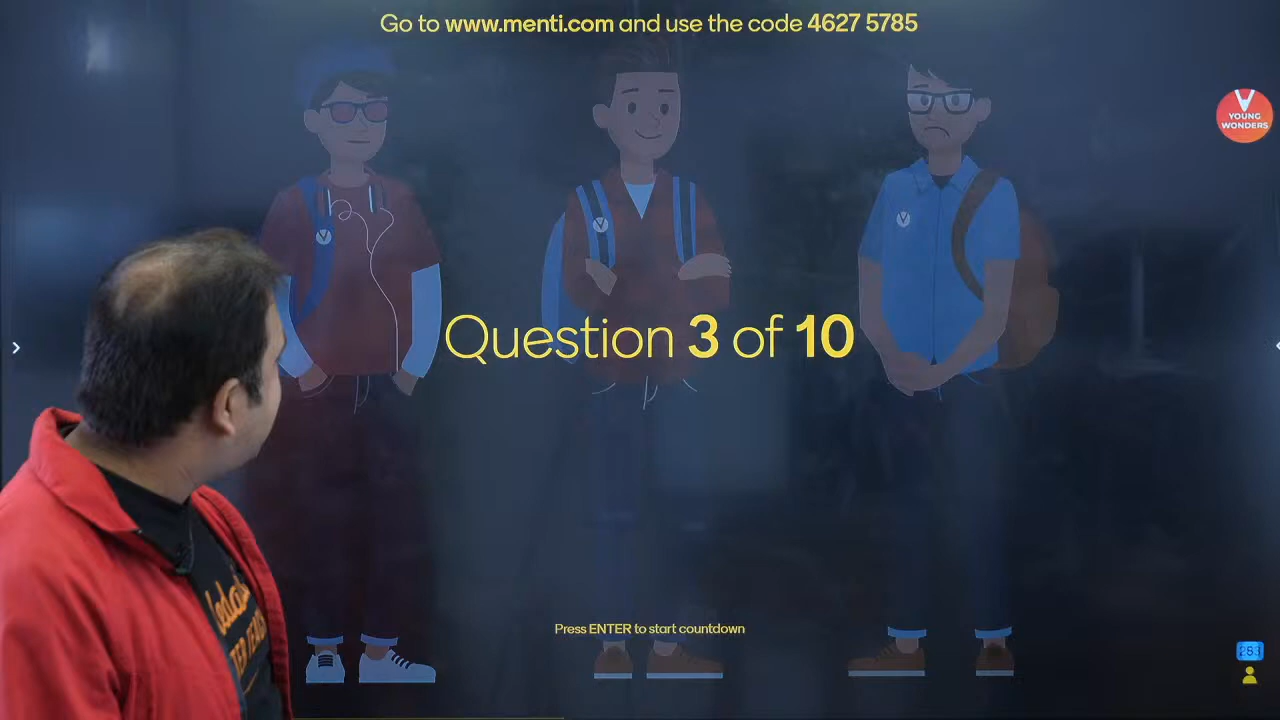 Go to www.menti.com and use the code 4627 5785
YOUNG
WONDERS
Question 3 of 10
Press ENTER to start countdown
283